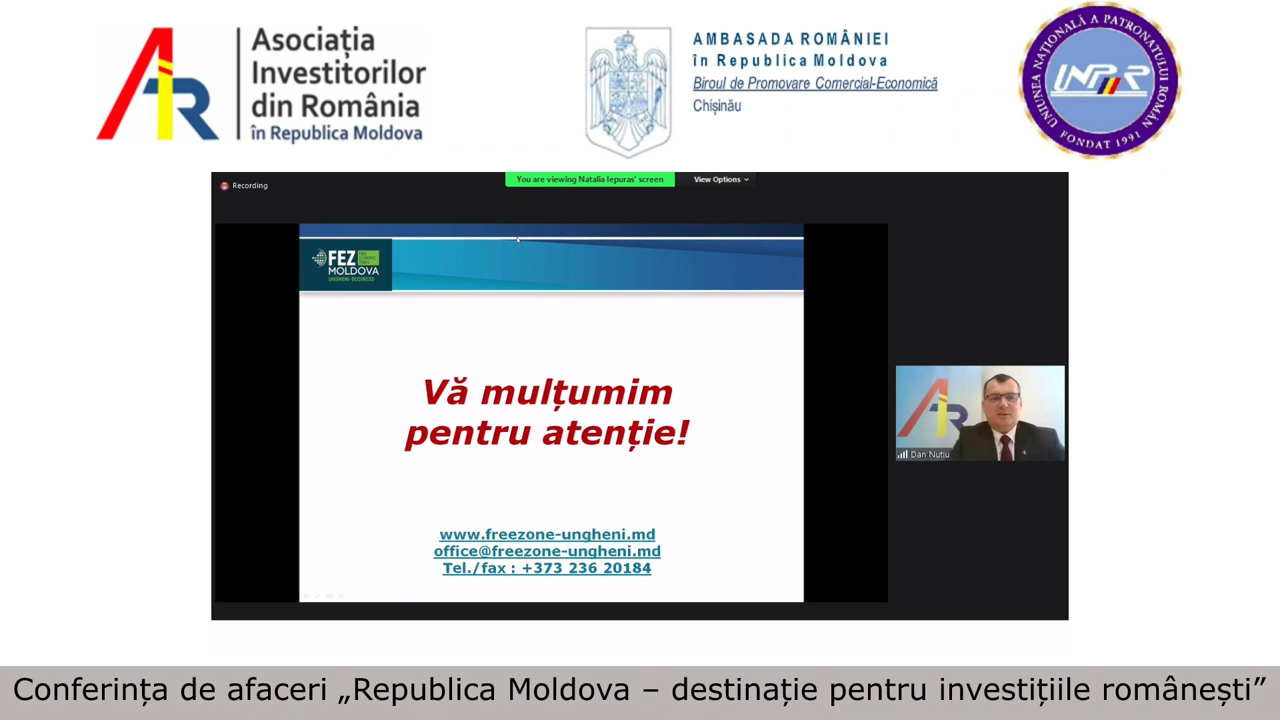 Asociația
Investitorilor
din România
în Republica Moldova
AMBASADA ROMÂNIEI
în Republica Moldova
Biroul de Promovare Comercial-Economică
Chișinău
UNIUNEA NAȚIONALĂ A PATRONATULUI ROMÂN
UNPR
FONDAT 1991
Recording
You are viewing Natalia Iepuras' screen
View Options
FEZ
MOLDOVA
UNGHENI-BUSINESS
Vă mulțumim
pentru atenție!
www.freezone-ungheni.md
office@freezone-ungheni.md
Tel./fax : +373 236 20184
Dan Nutiu
Conferința de afaceri „Republica Moldova – destinație pentru investițiile românești”